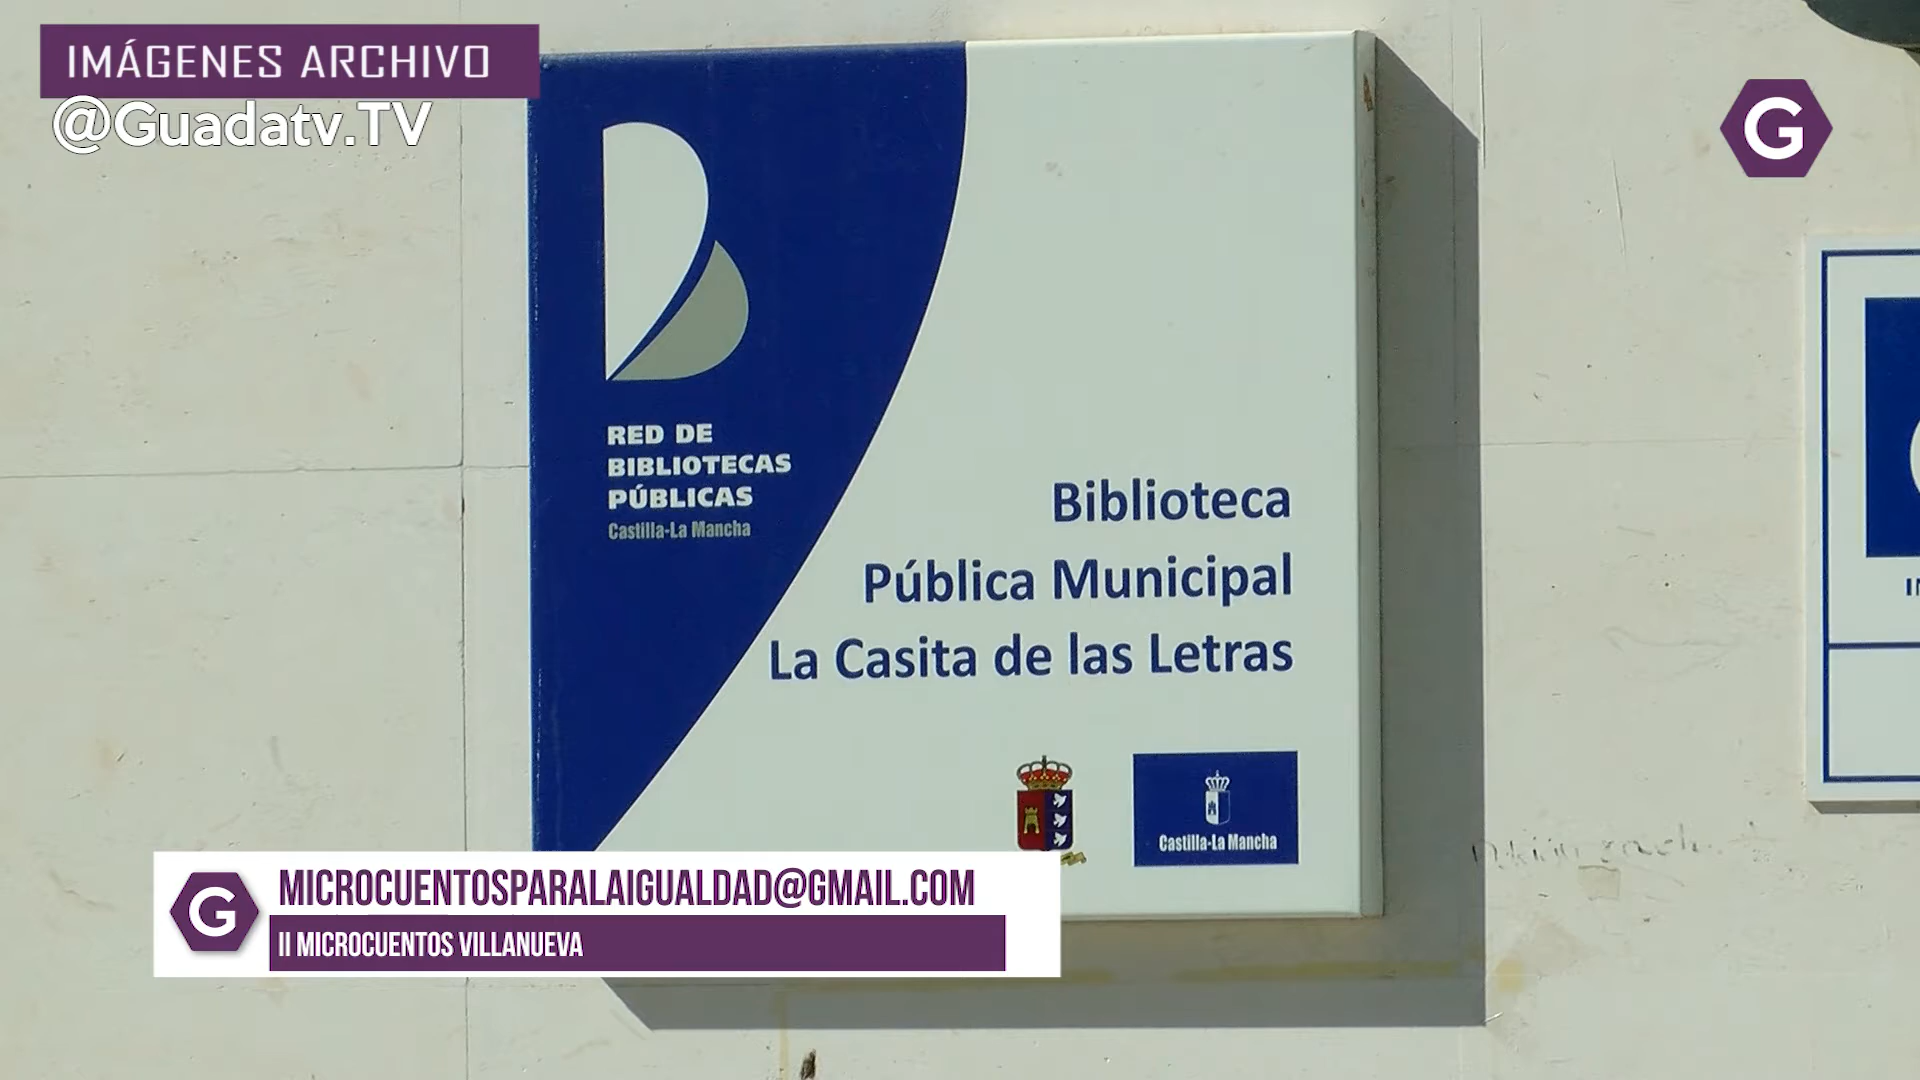 IMÁGENES ARCHIVO
@Guadatv.TV
G
RED DE
BIBLIOTECAS
PÚBLICAS
Castilla-La Mancha
Biblioteca
Pública Municipal
La Casita de las Letras
Castilla-La Mancha
G
MICROCUENTOSPARALAIGUALDAD@GMAIL.COM
II MICROCUENTOS VILLANUEVA